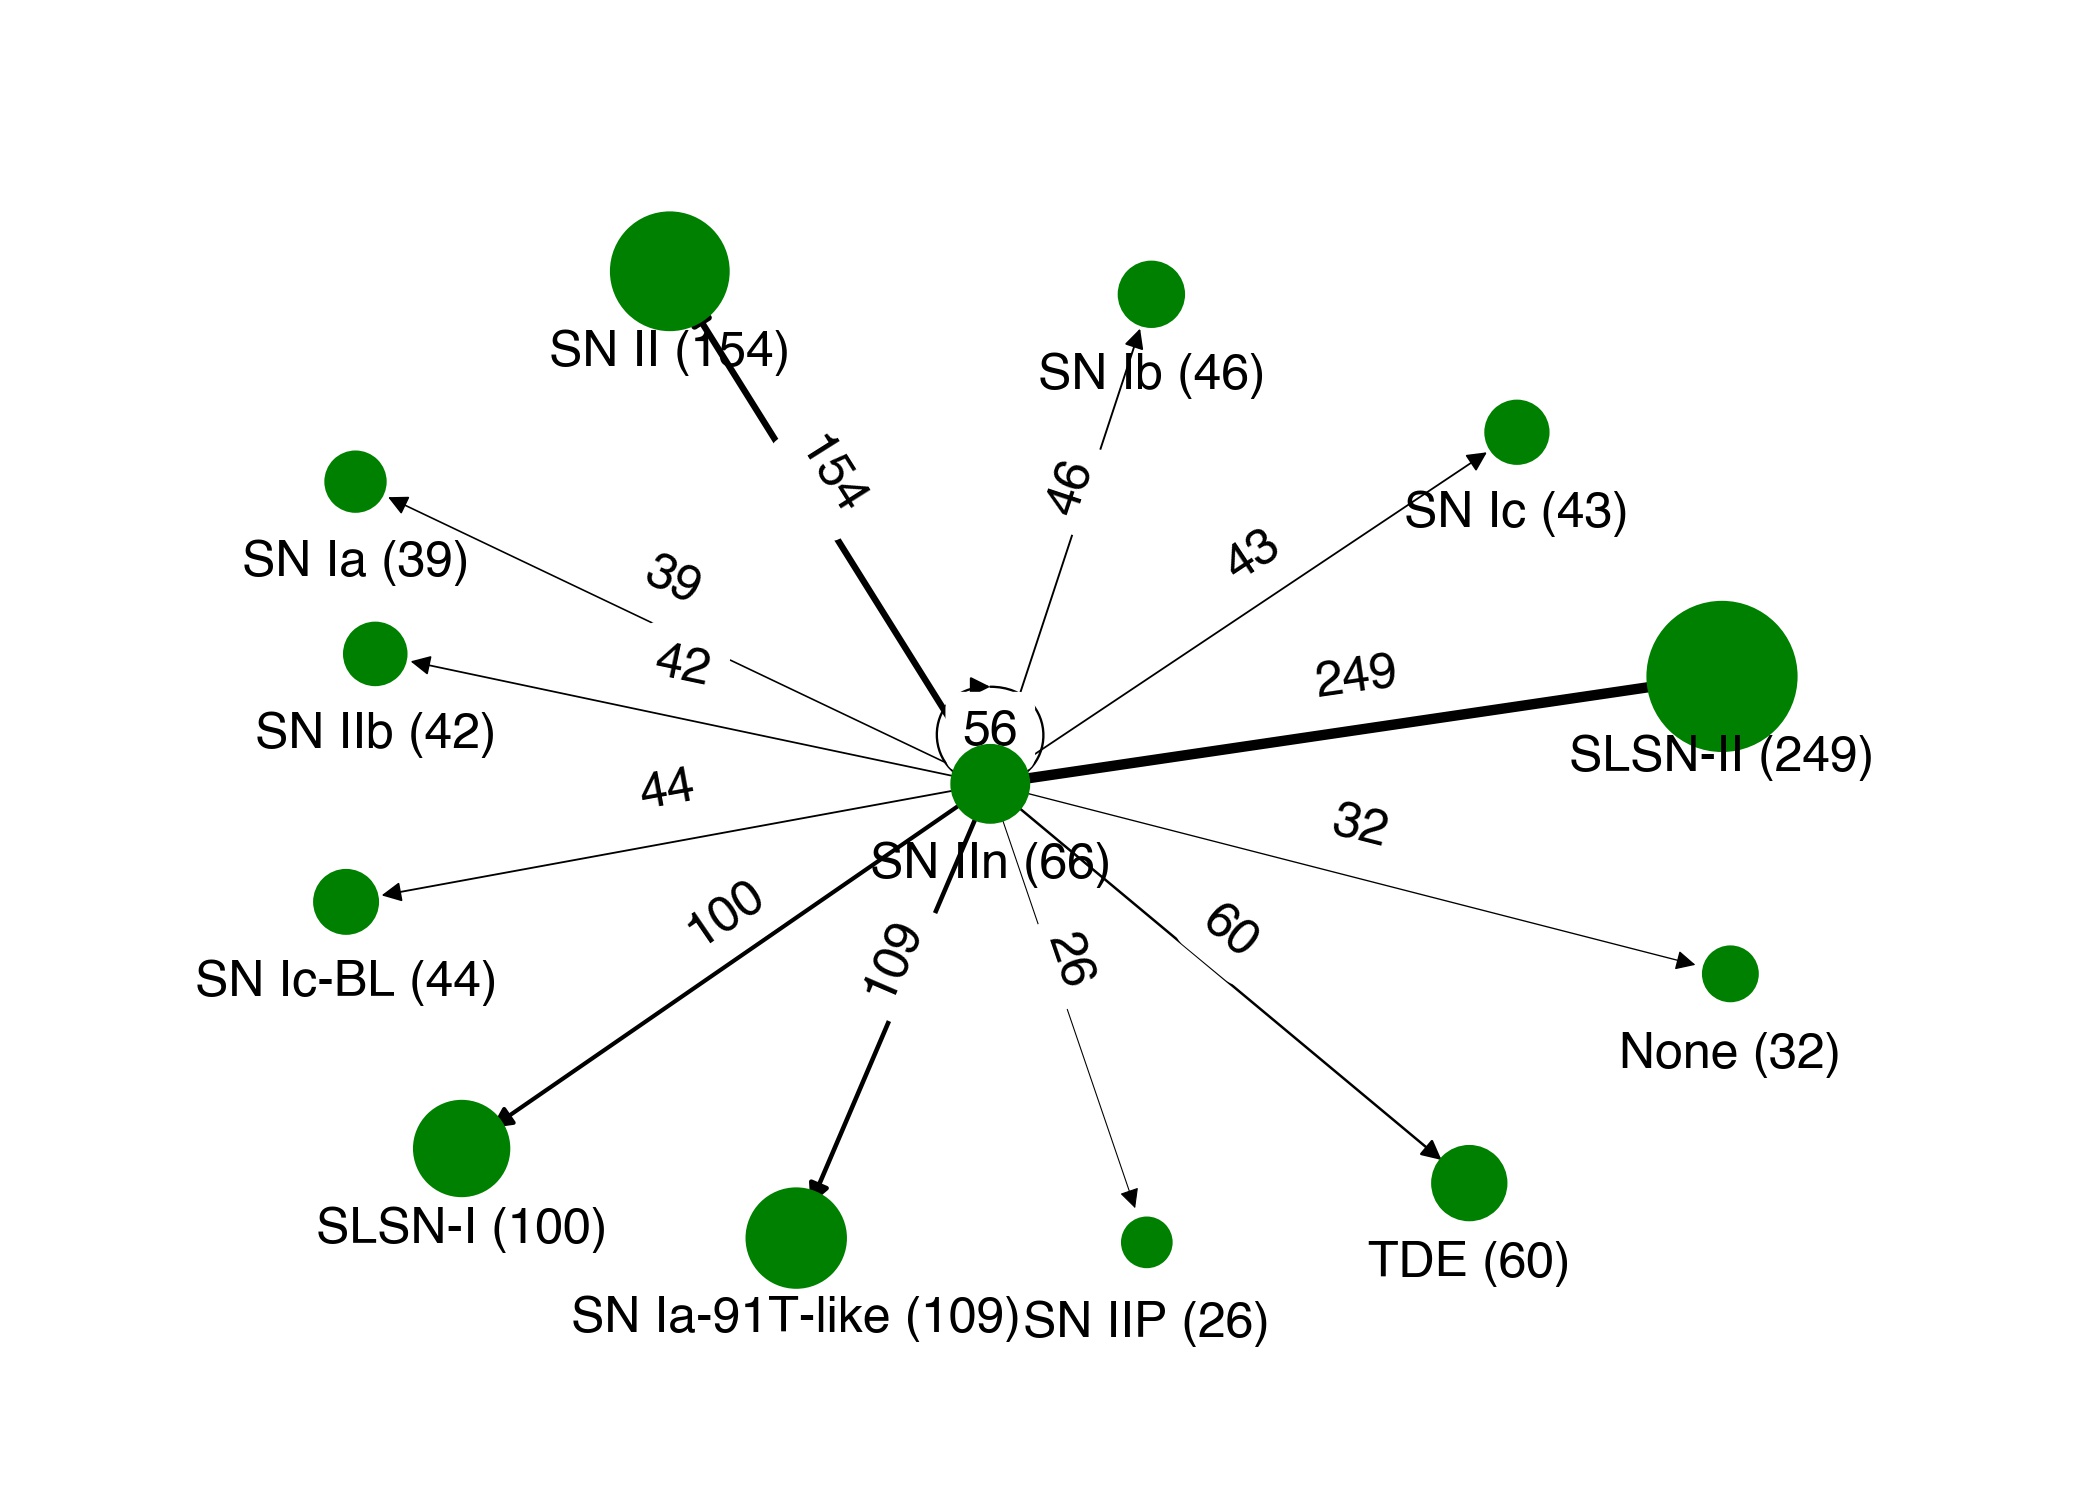 SN II (154)
SN Ib (46)
154
46
SN Ic (43)
43
SN Ia (39)
39
42
249
SN IIb (42)
56
SLSN-II (249)
44
32
SN IIn (66)
100
109
26
60
SN Ic-BL (44)
None (32)
SLSN-I (100)
TDE (60)
SN Ia-91T-like (109)
SN IIP (26)